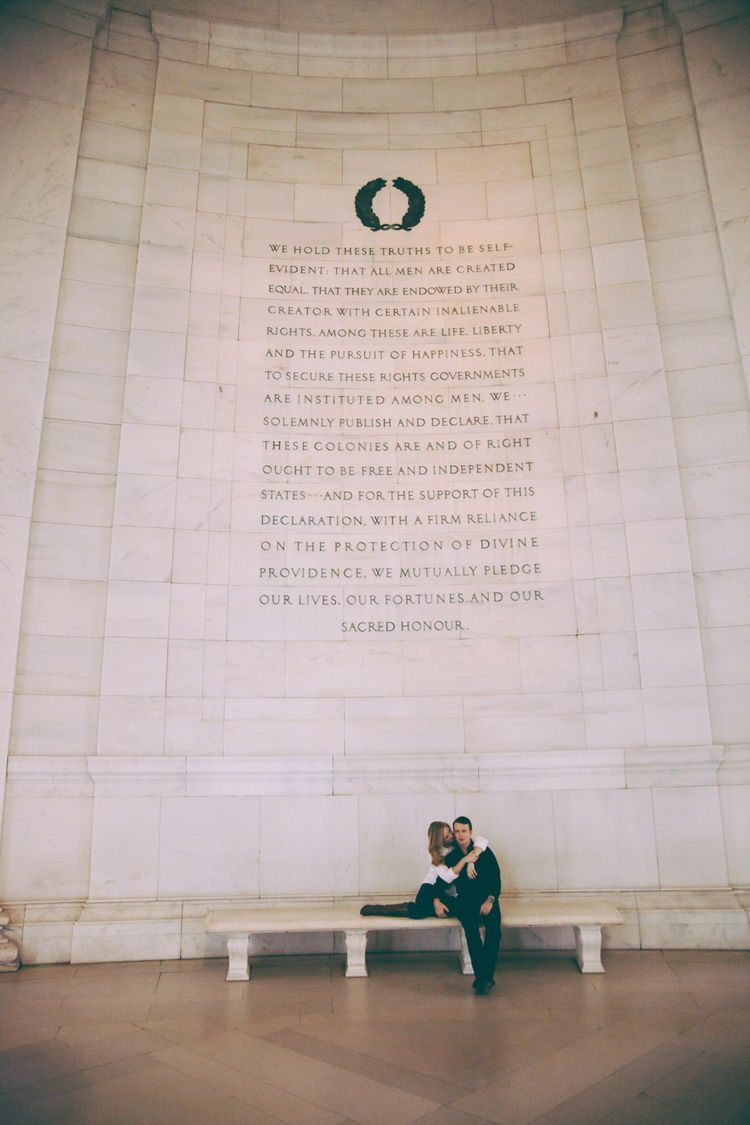 WE HOLD THESE TRUTHS TO BE SELF-
EVIDENT: THAT ALL MEN ARE CREATED
EQUAL, THAT THEY ARE ENDOWED BY THEIR
CREATOR WITH CERTAIN INALIENABLE
RIGHTS, AMONG THESE ARE LIFE, LIBERTY
AND THE PURSUIT OF HAPPINESS, THAT
TO SECURE THESE RIGHTS GOVERNMENTS
ARE INSTITUTED AMONG MEN. WE···
SOLEMNLY PUBLISH AND DECLARE, THAT
THESE COLONIES ARE AND OF RIGHT
OUGHT TO BE FREE AND INDEPENDENT
STATES···AND FOR THE SUPPORT OF THIS
DECLARATION, WITH A FIRM RELIANCE
ON THE PROTECTION OF DIVINE
PROVIDENCE, WE MUTUALLY PLEDGE
OUR LIVES, OUR FORTUNES AND OUR
SACRED HONOUR.